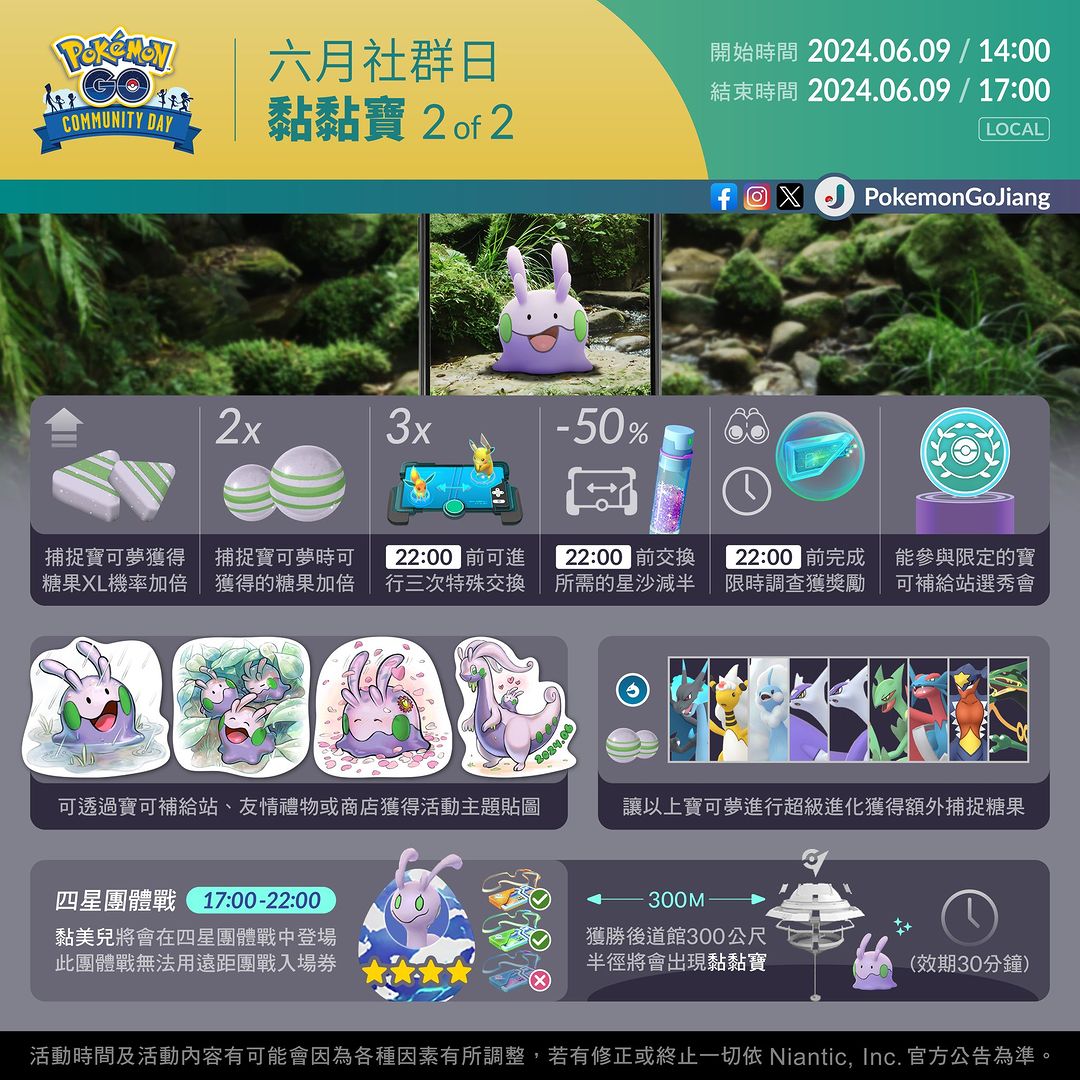 Pokémon
GO
COMMUNITY DAY
六月社群日
黏黏寶 2 of 2
開始時間 2024.06.09 / 14:00
結束時間 2024.06.09 / 17:00
LOCAL
PokemonGoJiang
捕捉寶可夢獲得
糖果XL機率加倍
2x
捕捉寶可夢時可
獲得的糖果加倍
3x
22:00 前可進
行三次特殊交換
-50%
22:00 前交換
所需的星沙減半
22:00 前完成
限時調查獲獎勵
能參與限定的寶
可補給站選秀會
2024.06
可透過寶可補給站、友情禮物或商店獲得活動主題貼圖
讓以上寶可夢進行超級進化獲得額外捕捉糖果
四星團體戰 17:00-22:00
黏美兒將會在四星團體戰中登場
此團體戰無法用遠距團戰入場券
300M
獲勝後道館300公尺
半徑將會出現黏黏寶
(效期30分鐘)
活動時間及活動內容有可能會因為各種因素有所調整，若有修正或終止一切依 Niantic, Inc. 官方公告為準。